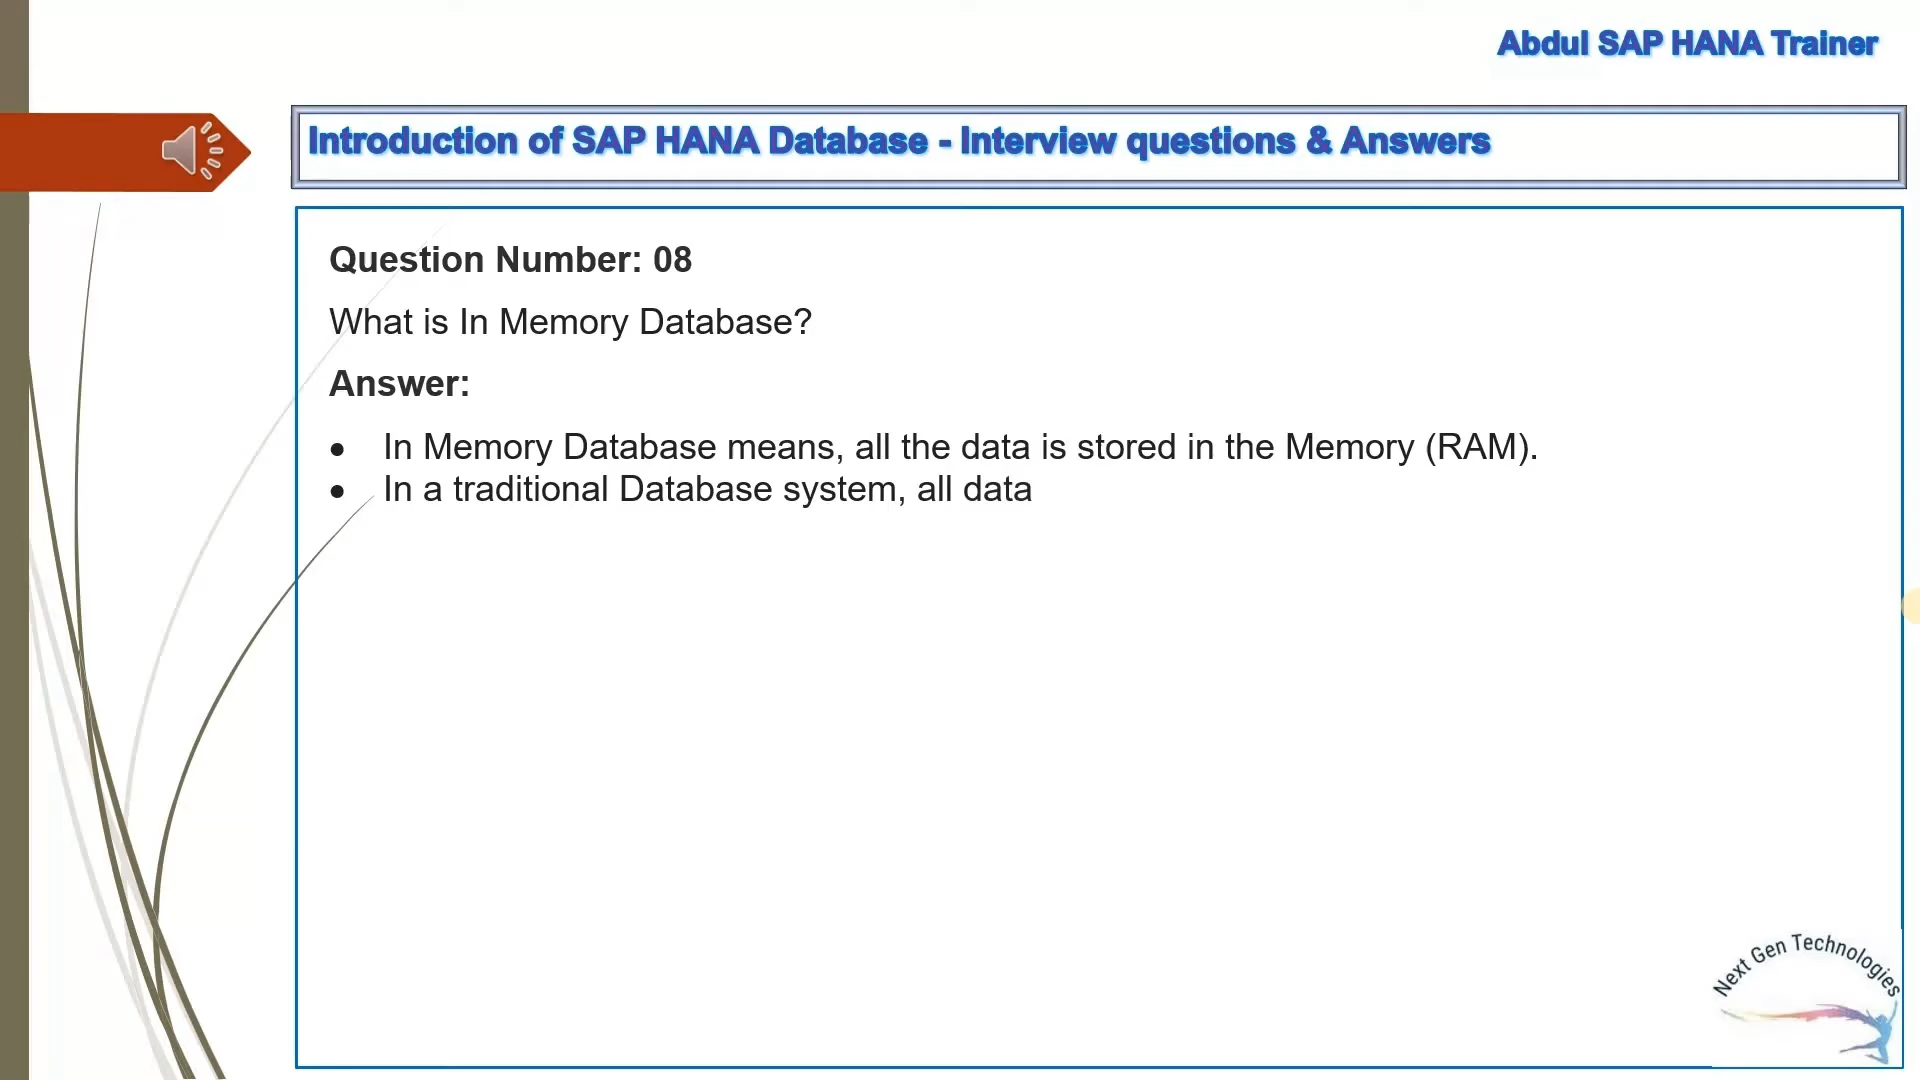 Abdul SAP HANA Trainer
Introduction of SAP HANA Database - Interview questions & Answers
Question Number: 08
What is In Memory Database?
Answer:
• In Memory Database means, all the data is stored in the Memory (RAM).
• In a traditional Database system, all data
Next Gen Technologies